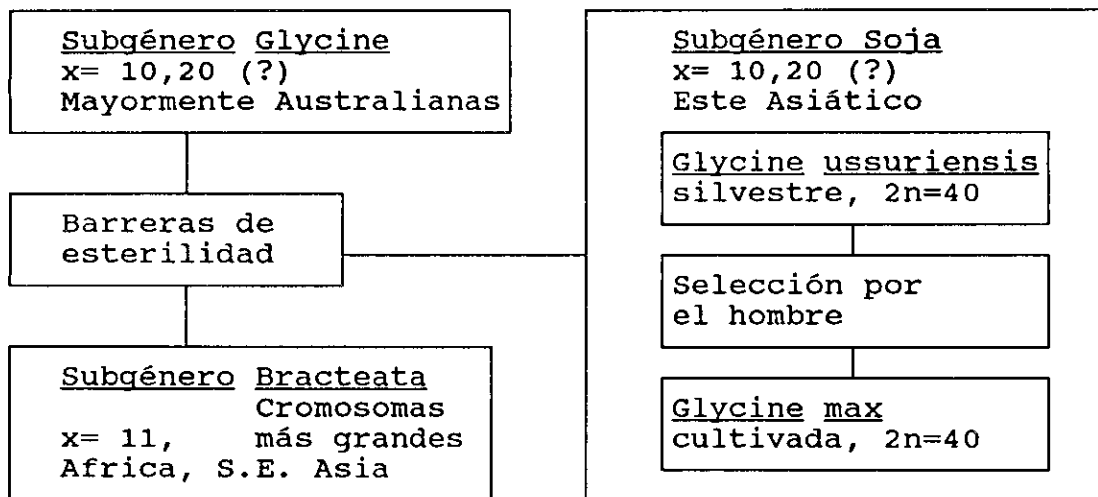 Subgénero Glycine
x= 10,20 (?)
Mayormente Australianas
Barreras de
esterilidad
Subgénero Bracteata
Cromosomas
x= 11, más grandes
Africa, S.E. Asia
Subgénero Soja
x= 10,20 (?)
Este Asiático
Glycine ussuriensis
silvestre, 2n=40
Selección por
el hombre
Glycine max
cultivada, 2n=40